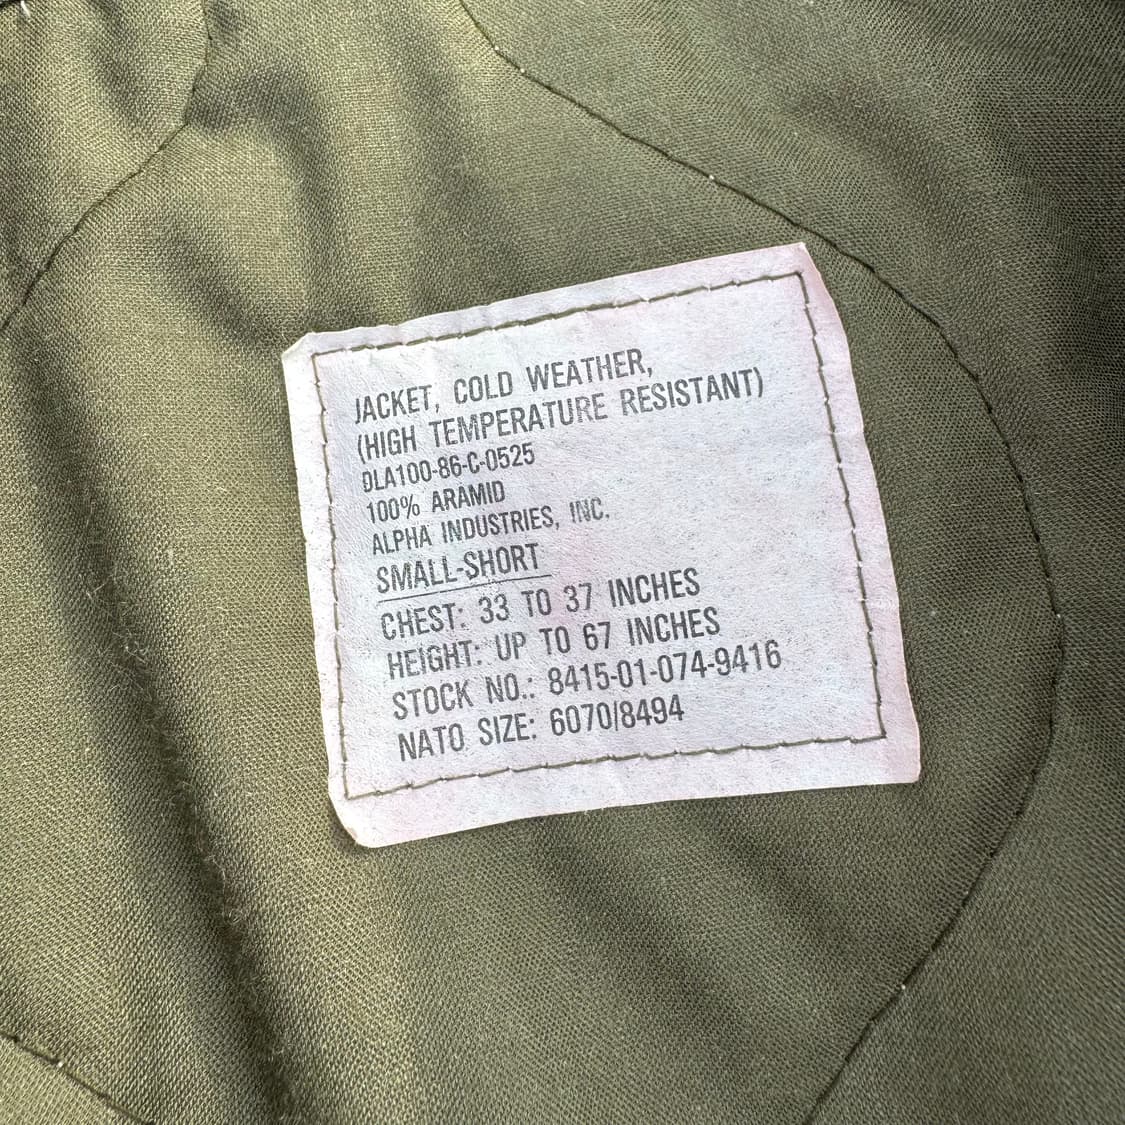 JACKET, COLD WEATHER,
(HIGH TEMPERATURE RESISTANT)
DLA100-86-C-0525
100% ARAMID
ALPHA INDUSTRIES, INC.
SMALL-SHORT
CHEST: 33 TO 37 INCHES
HEIGHT: UP TO 67 INCHES
STOCK NO.: 8415-01-074-9416
NATO SIZE: 6070/8494